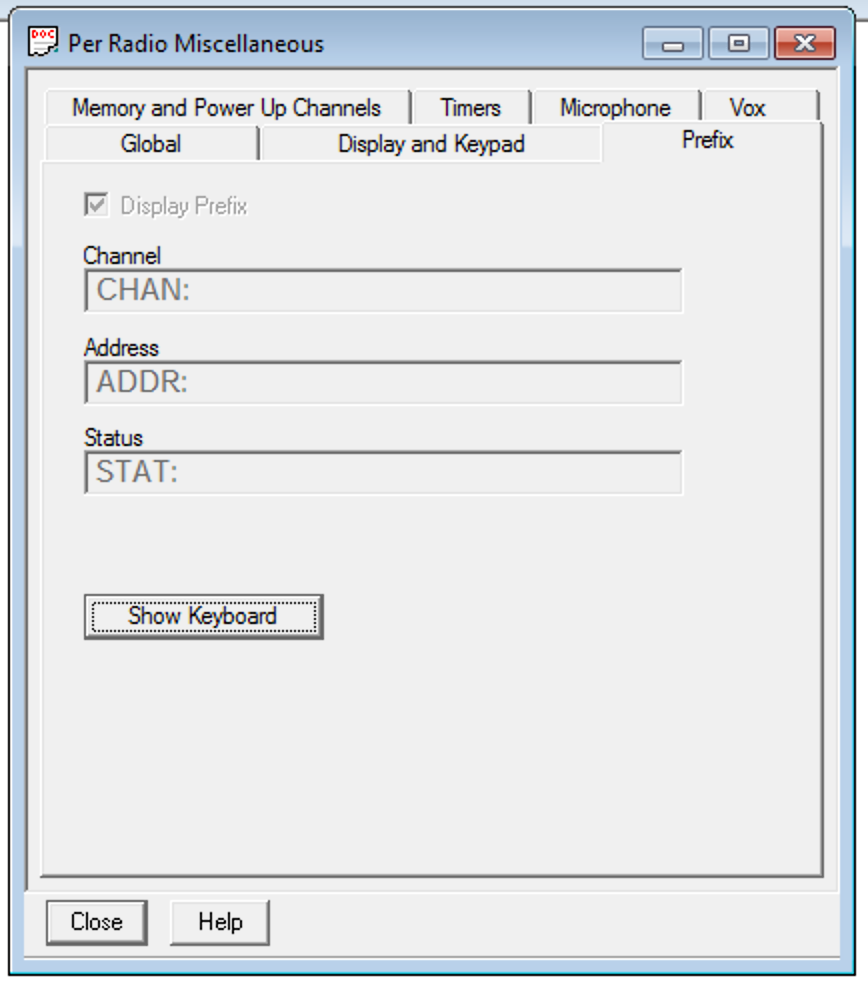 DOC
Per Radio Miscellaneous
Memory and Power Up Channels Timers Microphone Vox
Global Display and Keypad Prefix
Display Prefix
Channel
CHAN:
Address
ADDR:
Status
STAT:
Show Keyboard
Close Help